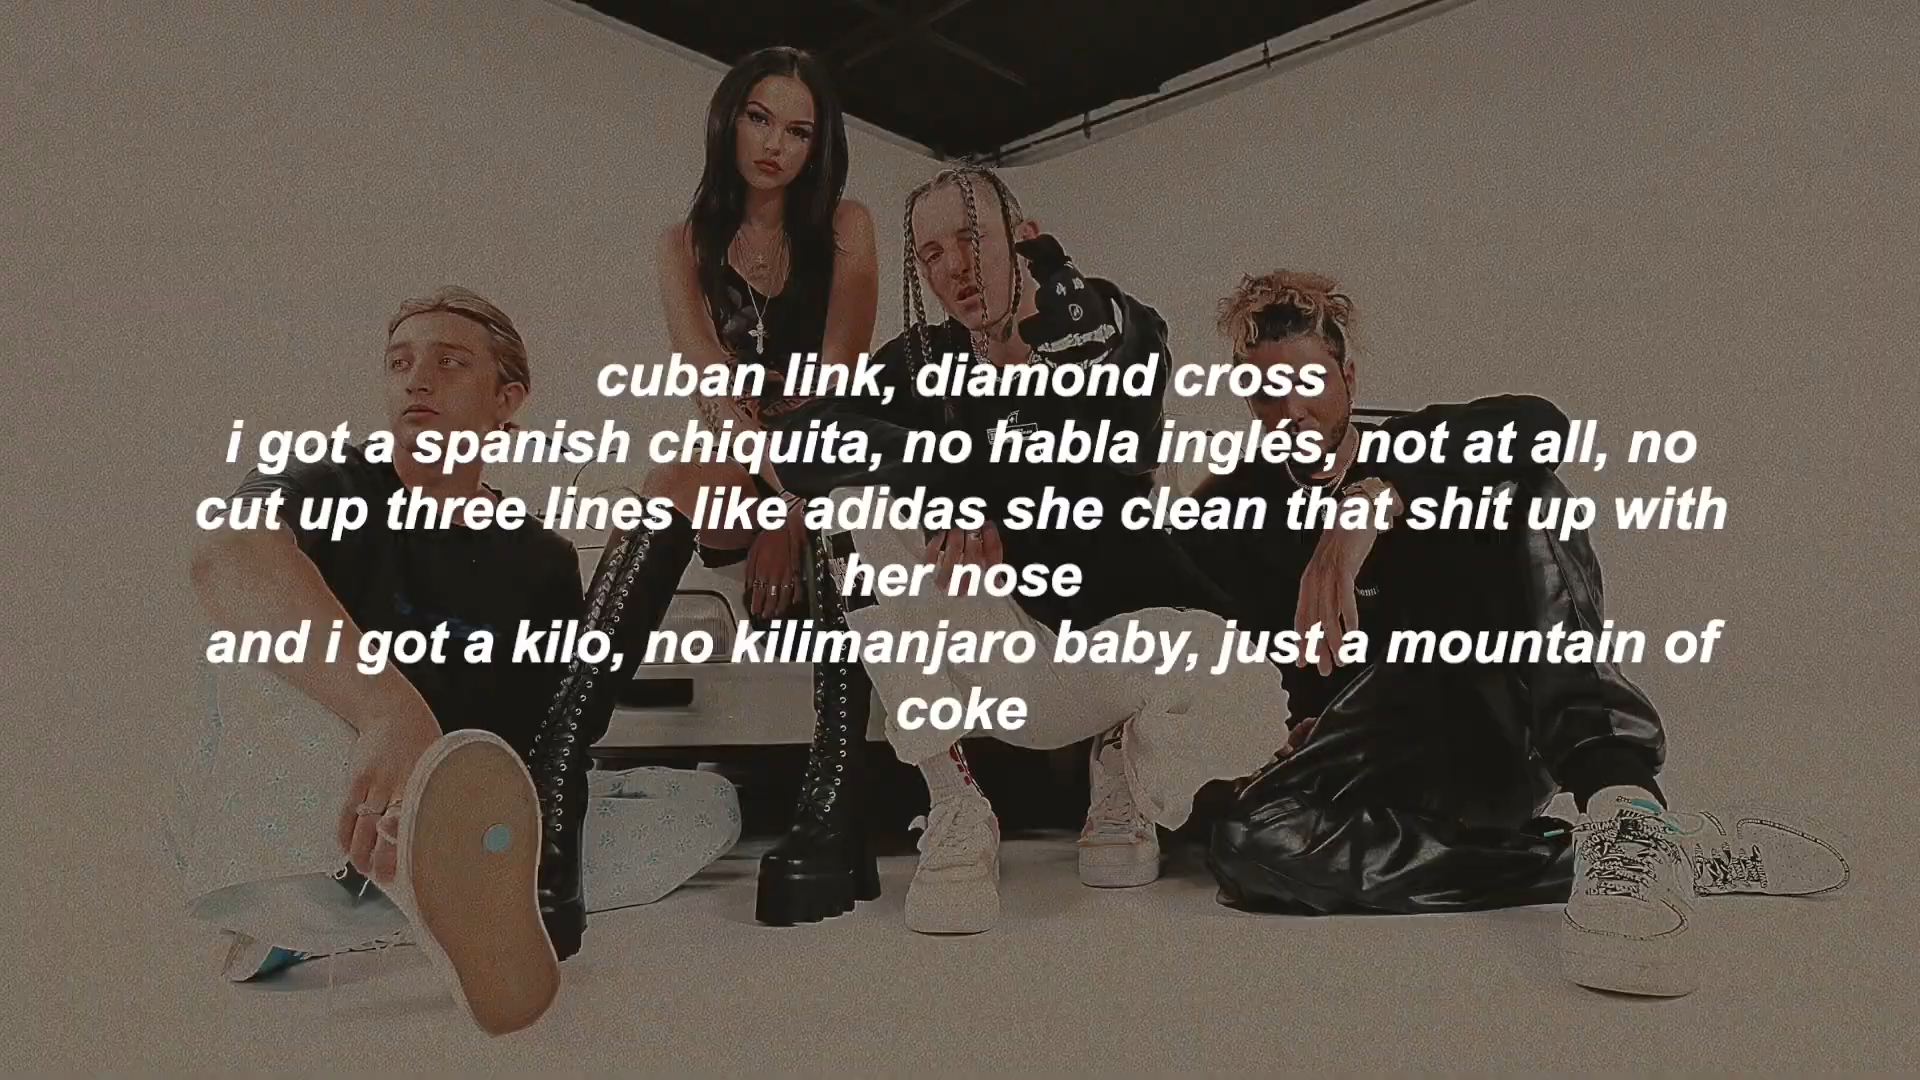 cuban link, diamond cross
i got a spanish chiquita, no habla inglés, not at all, no
cut up three lines like adidas she clean that shit up with
her nose
and i got a kilo, no kilimanjaro baby, just a mountain of
coke